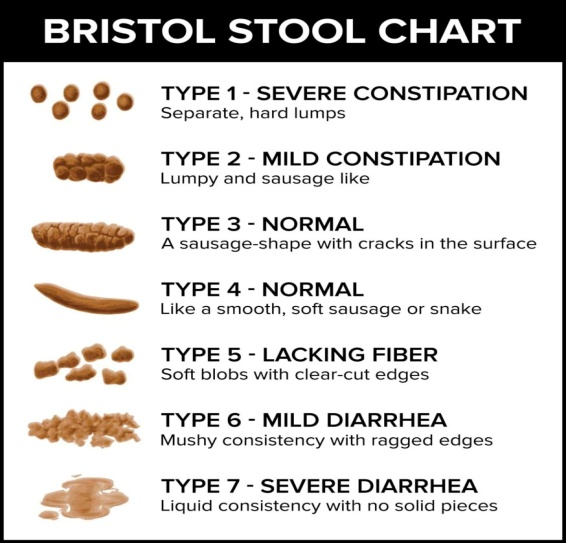 BRISTOL STOOL CHART
TYPE 1 - SEVERE CONSTIPATION
Separate, hard lumps
TYPE 2 - MILD CONSTIPATION
Lumpy and sausage like
TYPE 3 - NORMAL
A sausage-shape with cracks in the surface
TYPE 4 - NORMAL
Like a smooth, soft sausage or snake
TYPE 5 - LACKING FIBER
Soft blobs with clear-cut edges
TYPE 6 - MILD DIARRHEA
Mushy consistency with ragged edges
TYPE 7 - SEVERE DIARRHEA
Liquid consistency with no solid pieces